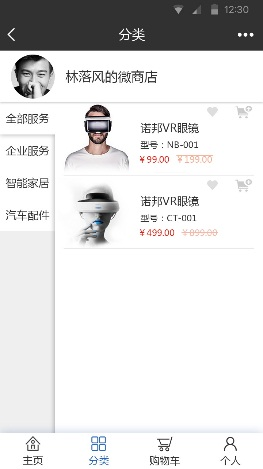 12:30
分类
林落风的微商店
全部服务
企业服务
智能家居
汽车配件
诺邦VR眼镜
型号：NB-001
￥99.00 ￥199.00
诺邦VR眼镜
型号：CT-001
￥499.00 ￥899.00
主页 分类 购物车 个人